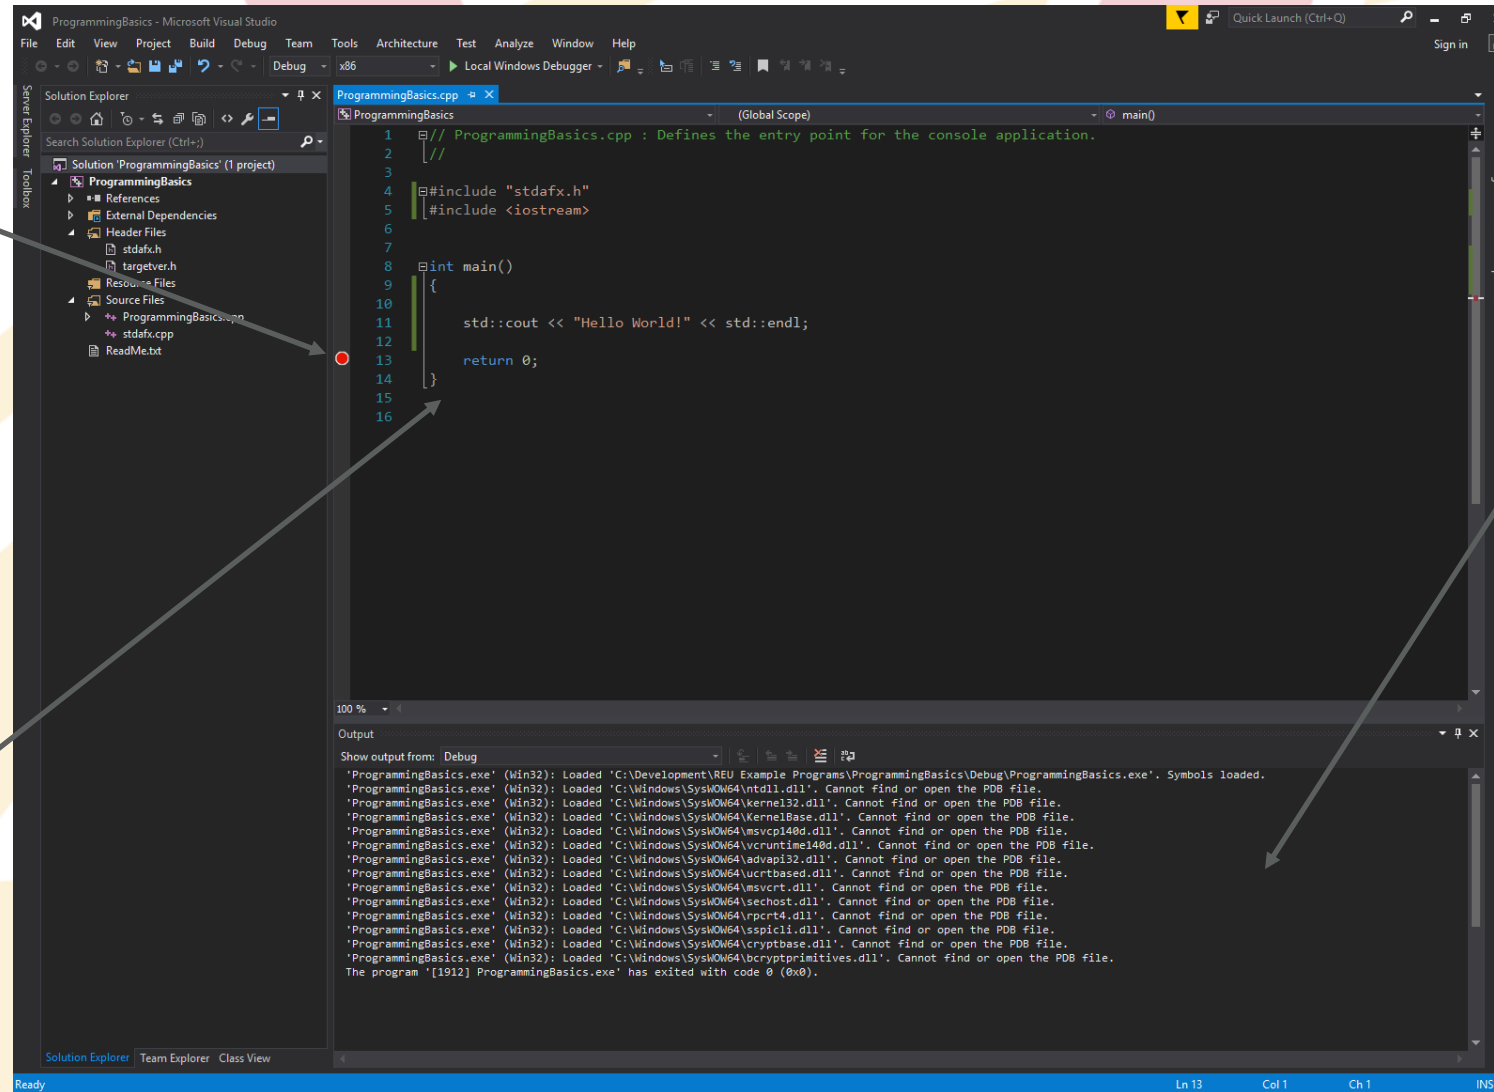 ProgrammingBasics - Microsoft Visual Studio
Quick Launch (Ctrl+Q)
File Edit View Project Build Debug Team Tools Architecture Test Analyze Window Help
Sign in
Debug x86 Local Windows Debugger
Server Explorer
Toolbox
Solution Explorer
Search Solution Explorer (Ctrl+;)
Solution 'ProgrammingBasics' (1 project)
ProgrammingBasics
References
External Dependencies
Header Files
stdafx.h
targetver.h
Resource Files
Source Files
ProgrammingBasics.cpp
stdafx.cpp
ReadMe.txt
Solution Explorer Team Explorer Class View
ProgrammingBasics.cpp
ProgrammingBasics (Global Scope) main()
1 // ProgrammingBasics.cpp : Defines the entry point for the console application.
2 //
3
4 #include "stdafx.h"
5 #include <iostream>
6
7
8 int main()
9 {
10
11 std::cout << "Hello World!" << std::endl;
12
13 return 0;
14 }
15
16
100 %
Output
Show output from: Debug
'ProgrammingBasics.exe' (Win32): Loaded 'C:\Development\REU Example Programs\ProgrammingBasics\Debug\ProgrammingBasics.exe'. Symbols loaded.
'ProgrammingBasics.exe' (Win32): Loaded 'C:\Windows\SysWOW64\ntdll.dll'. Cannot find or open the PDB file.
'ProgrammingBasics.exe' (Win32): Loaded 'C:\Windows\SysWOW64\kernel32.dll'. Cannot find or open the PDB file.
'ProgrammingBasics.exe' (Win32): Loaded 'C:\Windows\SysWOW64\KernelBase.dll'. Cannot find or open the PDB file.
'ProgrammingBasics.exe' (Win32): Loaded 'C:\Windows\SysWOW64\msvcp140d.dll'. Cannot find or open the PDB file.
'ProgrammingBasics.exe' (Win32): Loaded 'C:\Windows\SysWOW64\vcruntime140d.dll'. Cannot find or open the PDB file.
'ProgrammingBasics.exe' (Win32): Loaded 'C:\Windows\SysWOW64\advapi32.dll'. Cannot find or open the PDB file.
'ProgrammingBasics.exe' (Win32): Loaded 'C:\Windows\SysWOW64\ucrtbased.dll'. Cannot find or open the PDB file.
'ProgrammingBasics.exe' (Win32): Loaded 'C:\Windows\SysWOW64\msvcrt.dll'. Cannot find or open the PDB file.
'ProgrammingBasics.exe' (Win32): Loaded 'C:\Windows\SysWOW64\sechost.dll'. Cannot find or open the PDB file.
'ProgrammingBasics.exe' (Win32): Loaded 'C:\Windows\SysWOW64\rpcrt4.dll'. Cannot find or open the PDB file.
'ProgrammingBasics.exe' (Win32): Loaded 'C:\Windows\SysWOW64\sspicli.dll'. Cannot find or open the PDB file.
'ProgrammingBasics.exe' (Win32): Loaded 'C:\Windows\SysWOW64\cryptbase.dll'. Cannot find or open the PDB file.
'ProgrammingBasics.exe' (Win32): Loaded 'C:\Windows\SysWOW64\bcryptprimitives.dll'. Cannot find or open the PDB file.
The program '[1912] ProgrammingBasics.exe' has exited with code 0 (0x0).
Ready Ln 13 Col 1 Ch 1 INS